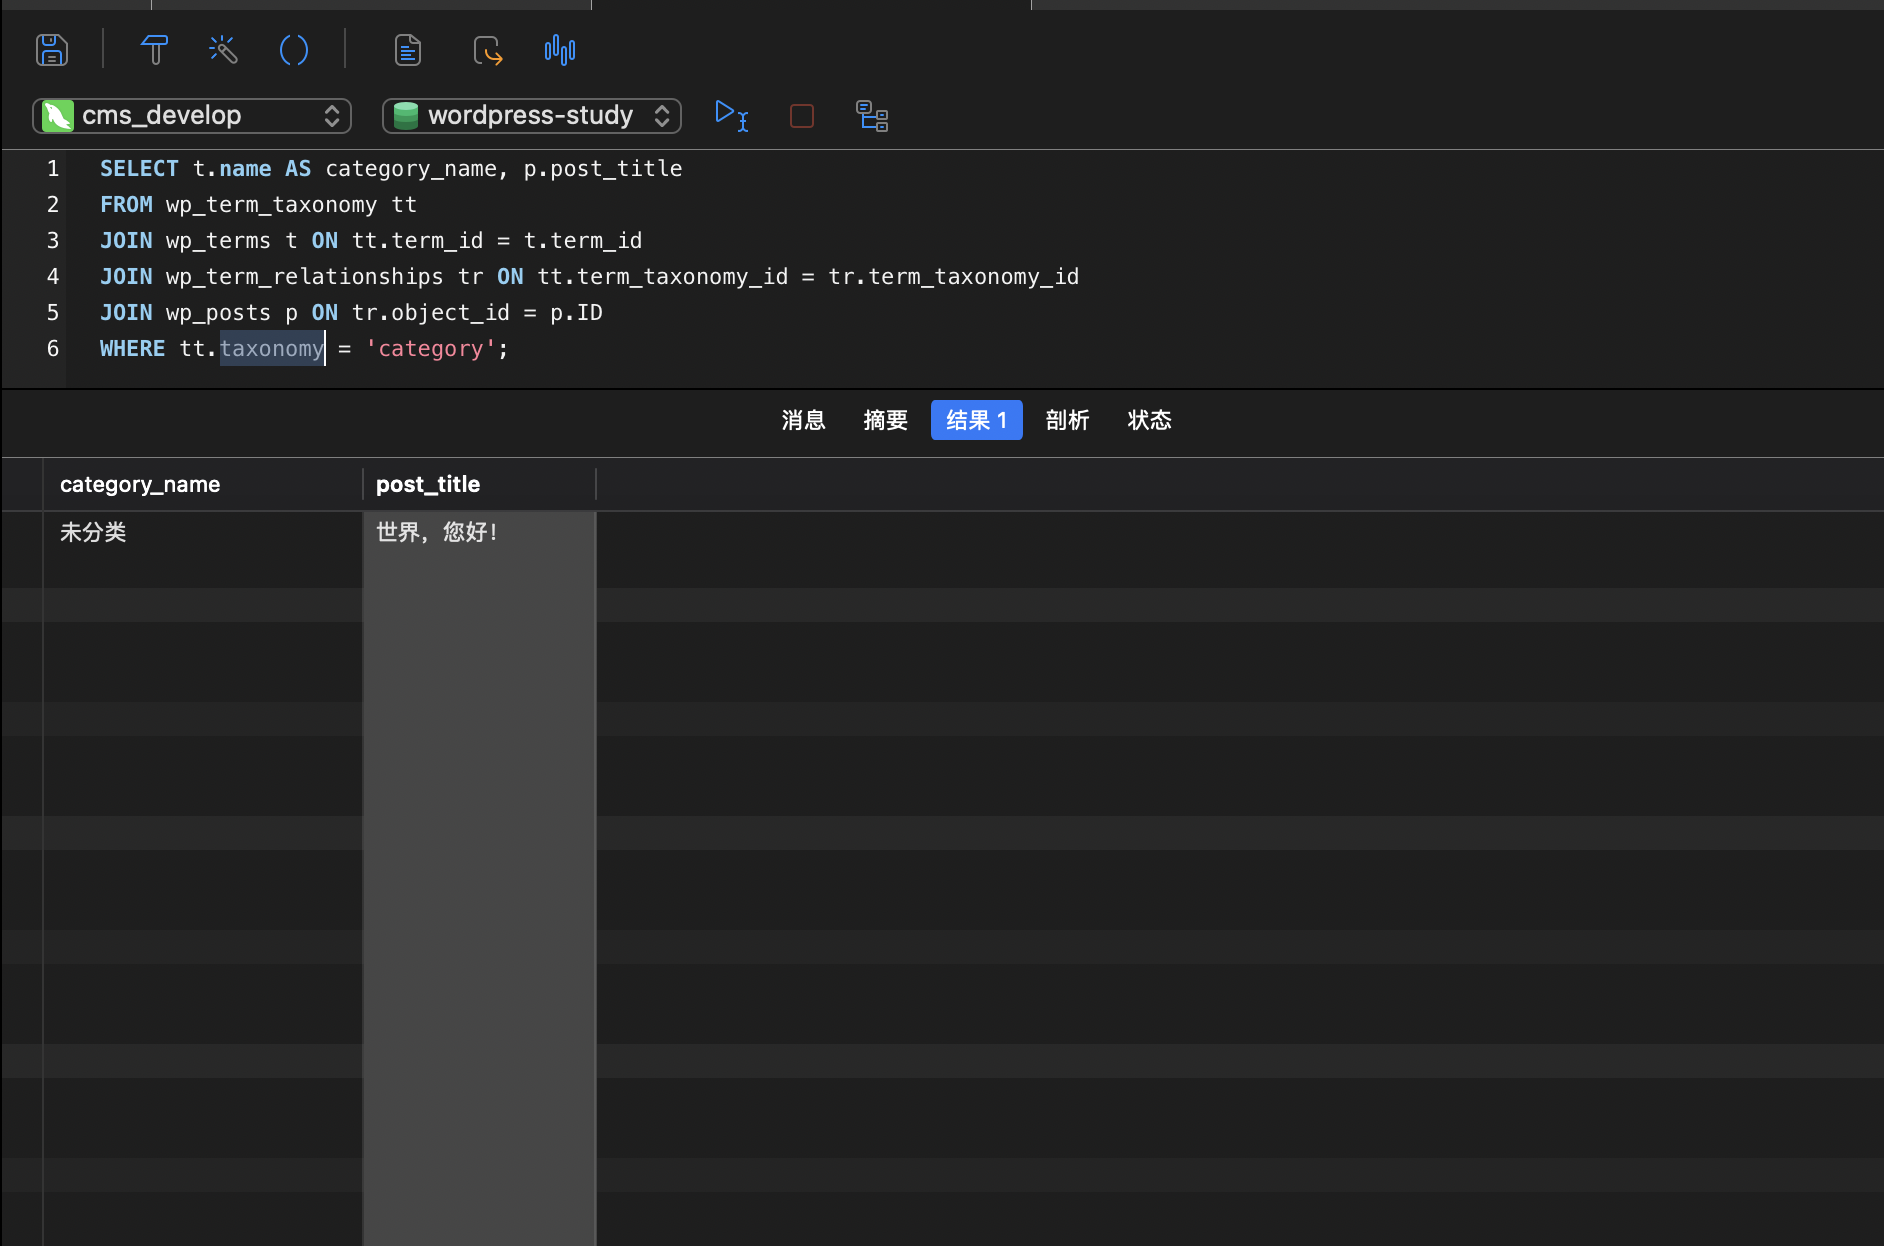 cms_develop wordpress-study
1 SELECT t.name AS category_name, p.post_title
2 FROM wp_term_taxonomy tt
3 JOIN wp_terms t ON tt.term_id = t.term_id
4 JOIN wp_term_relationships tr ON tt.term_taxonomy_id = tr.term_taxonomy_id
5 JOIN wp_posts p ON tr.object_id = p.ID
6 WHERE tt.taxonomy = 'category';
消息 摘要 结果 1 剖析 状态
category_name post_title
未分类 世界，您好！